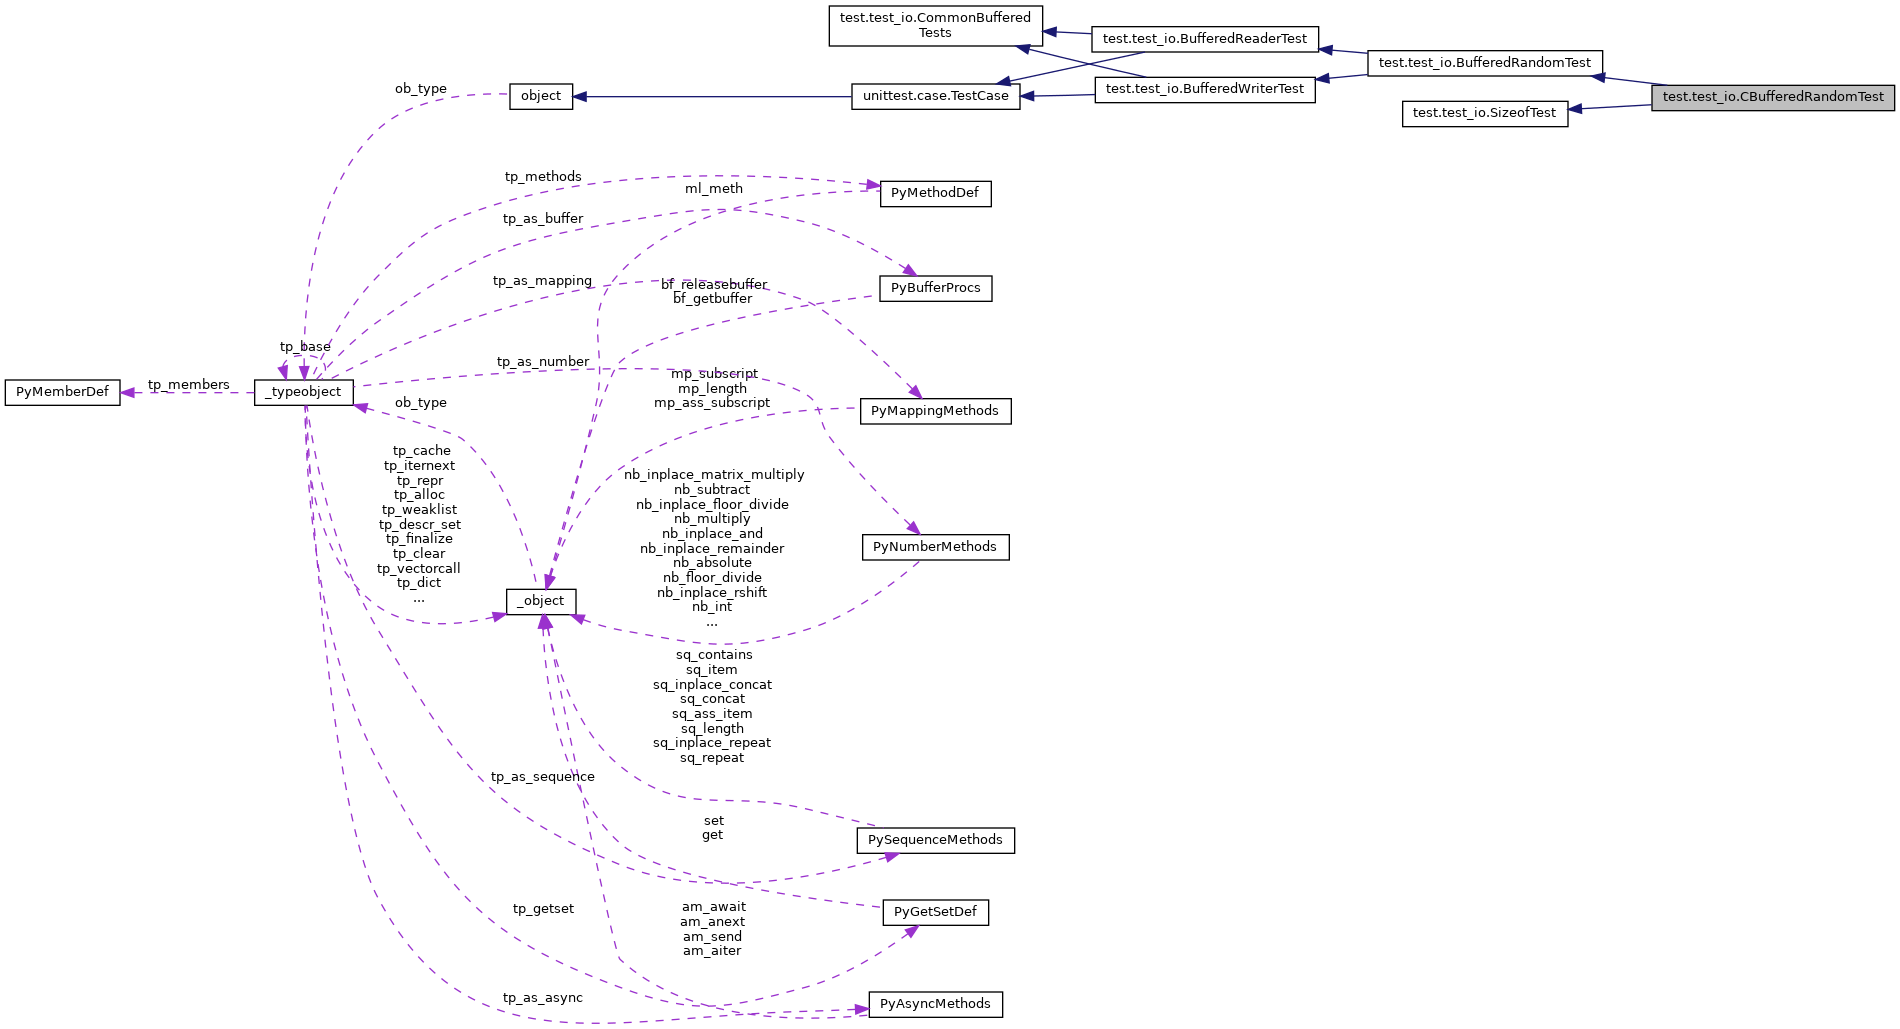 test.test_io.CommonBuffered
Tests
test.test_io.BufferedReaderTest
test.test_io.BufferedRandomTest
test.test_io.BufferedWriterTest
test.test_io.CBufferedRandomTest
test.test_io.SizeofTest
unittest.case.TestCase
object
ob_type
tp_methods
ml_meth
PyMethodDef
tp_as_buffer
tp_as_mapping
bf_releasebuffer
bf_getbuffer
PyBufferProcs
tp_base
tp_as_number
mp_subscript
mp_length
mp_ass_subscript
PyMemberDef
tp_members
_typeobject
ob_type
PyMappingMethods
tp_cache
tp_iternext
tp_repr
tp_alloc
tp_weaklist
tp_descr_set
tp_finalize
tp_clear
tp_vectorcall
tp_dict
...
nb_inplace_matrix_multiply
nb_subtract
nb_inplace_floor_divide
nb_multiply
nb_inplace_and
nb_inplace_remainder
nb_absolute
nb_floor_divide
nb_inplace_rshift
nb_int
...
PyNumberMethods
_object
sq_contains
sq_item
sq_inplace_concat
sq_concat
sq_ass_item
sq_length
sq_inplace_repeat
sq_repeat
tp_as_sequence
set
get
PySequenceMethods
tp_getset
am_await
am_anext
am_send
am_aiter
PyGetSetDef
tp_as_async
PyAsyncMethods